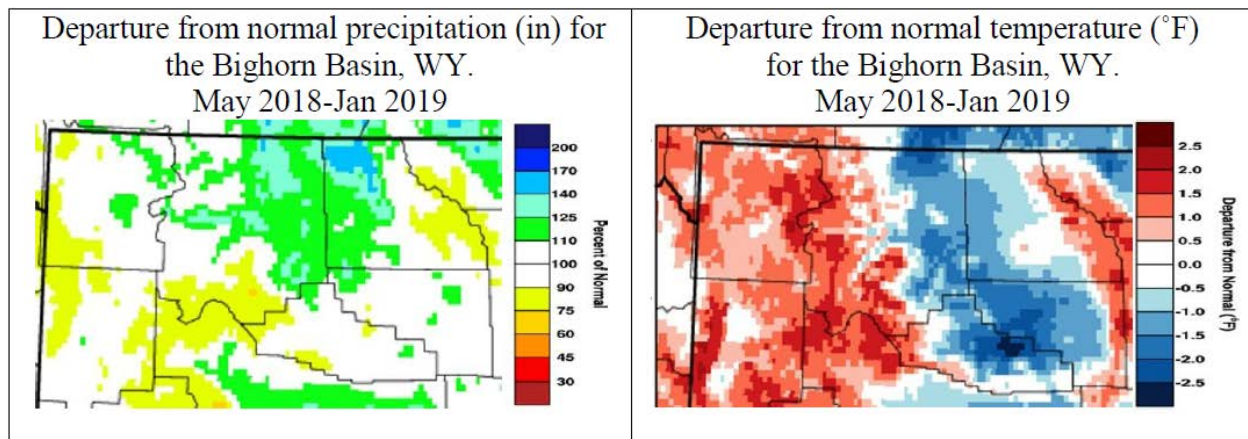 Departure from normal precipitation (in) for
the Bighorn Basin, WY.
May 2018-Jan 2019
200
170
140
125
110
100
90
75
60
45
30
Percent of Normal
Departure from normal temperature (˚F)
for the Bighorn Basin, WY.
May 2018-Jan 2019
2.5
2.0
1.5
1.0
0.5
0.0
-0.5
-1.0
-1.5
-2.0
-2.5
Departure from Normal (°F)